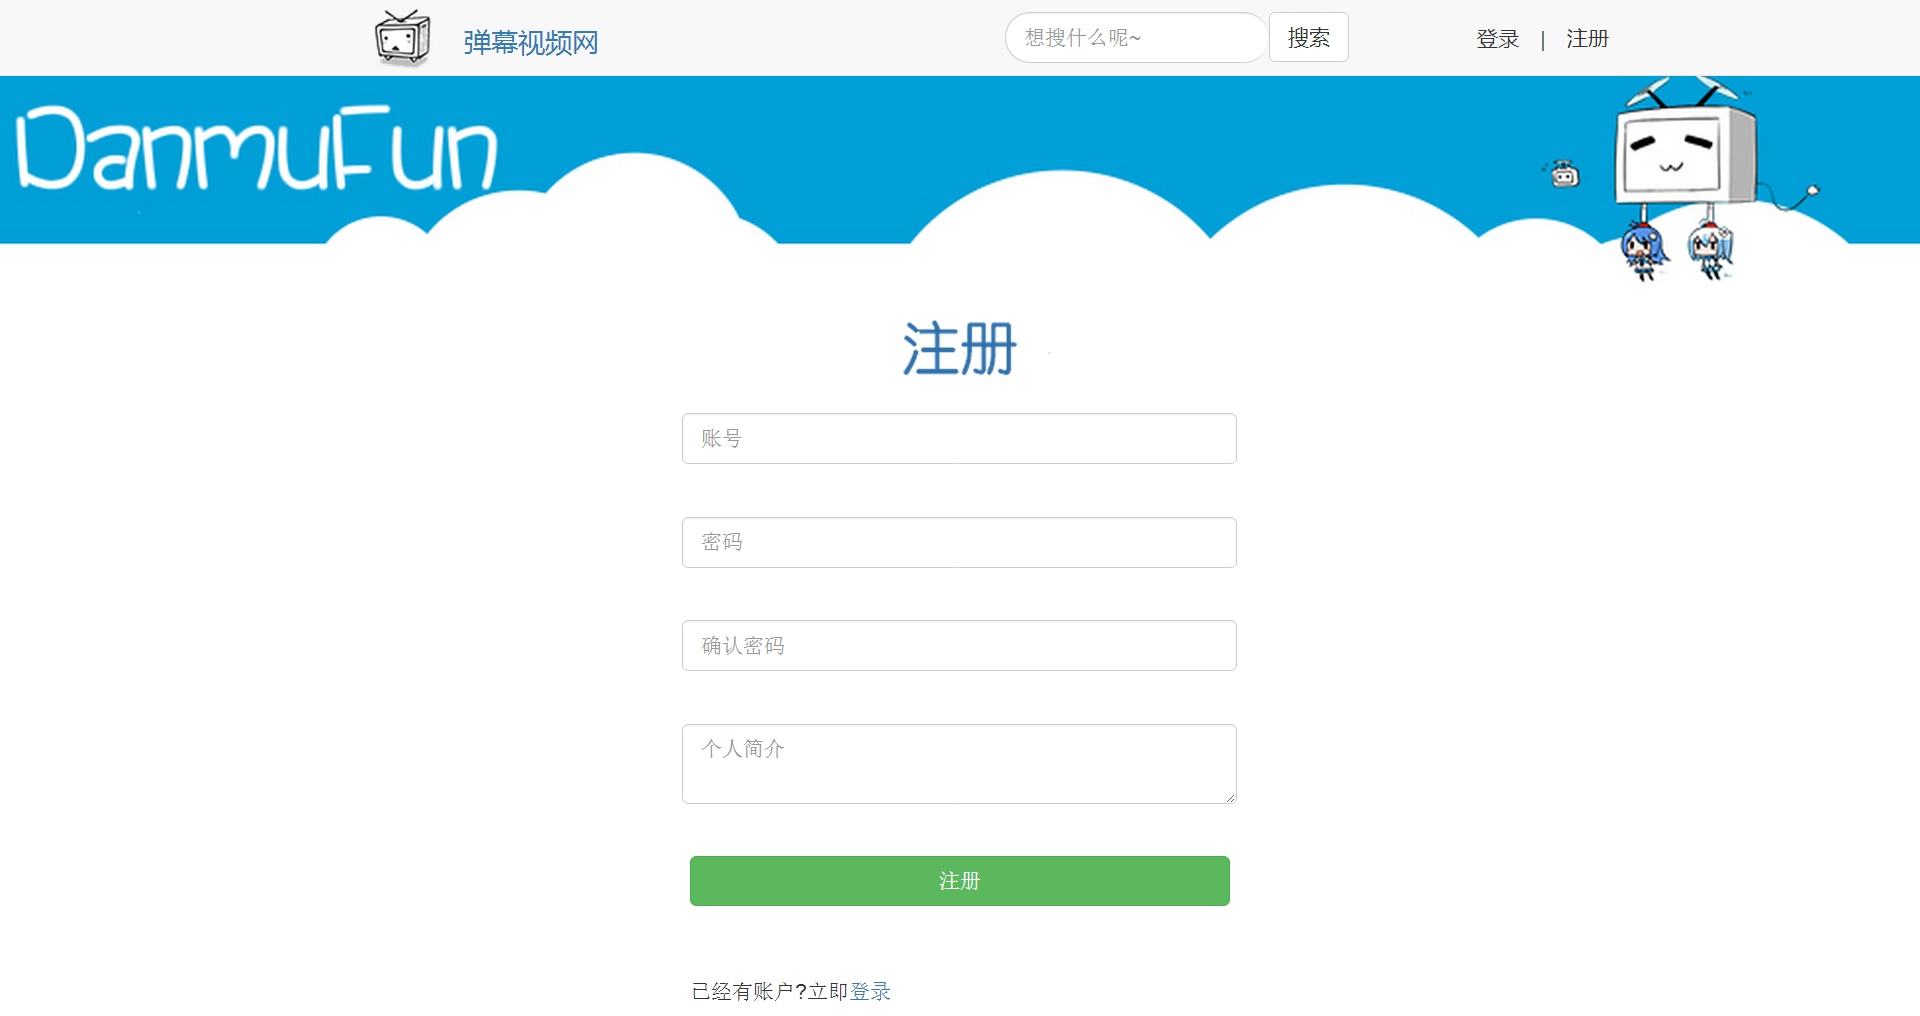 弹幕视频网
想搜什么呢~
搜索
登录 | 注册
DanmuFun
注册
账号
密码
确认密码
个人简介
注册
已经有账户?立即登录